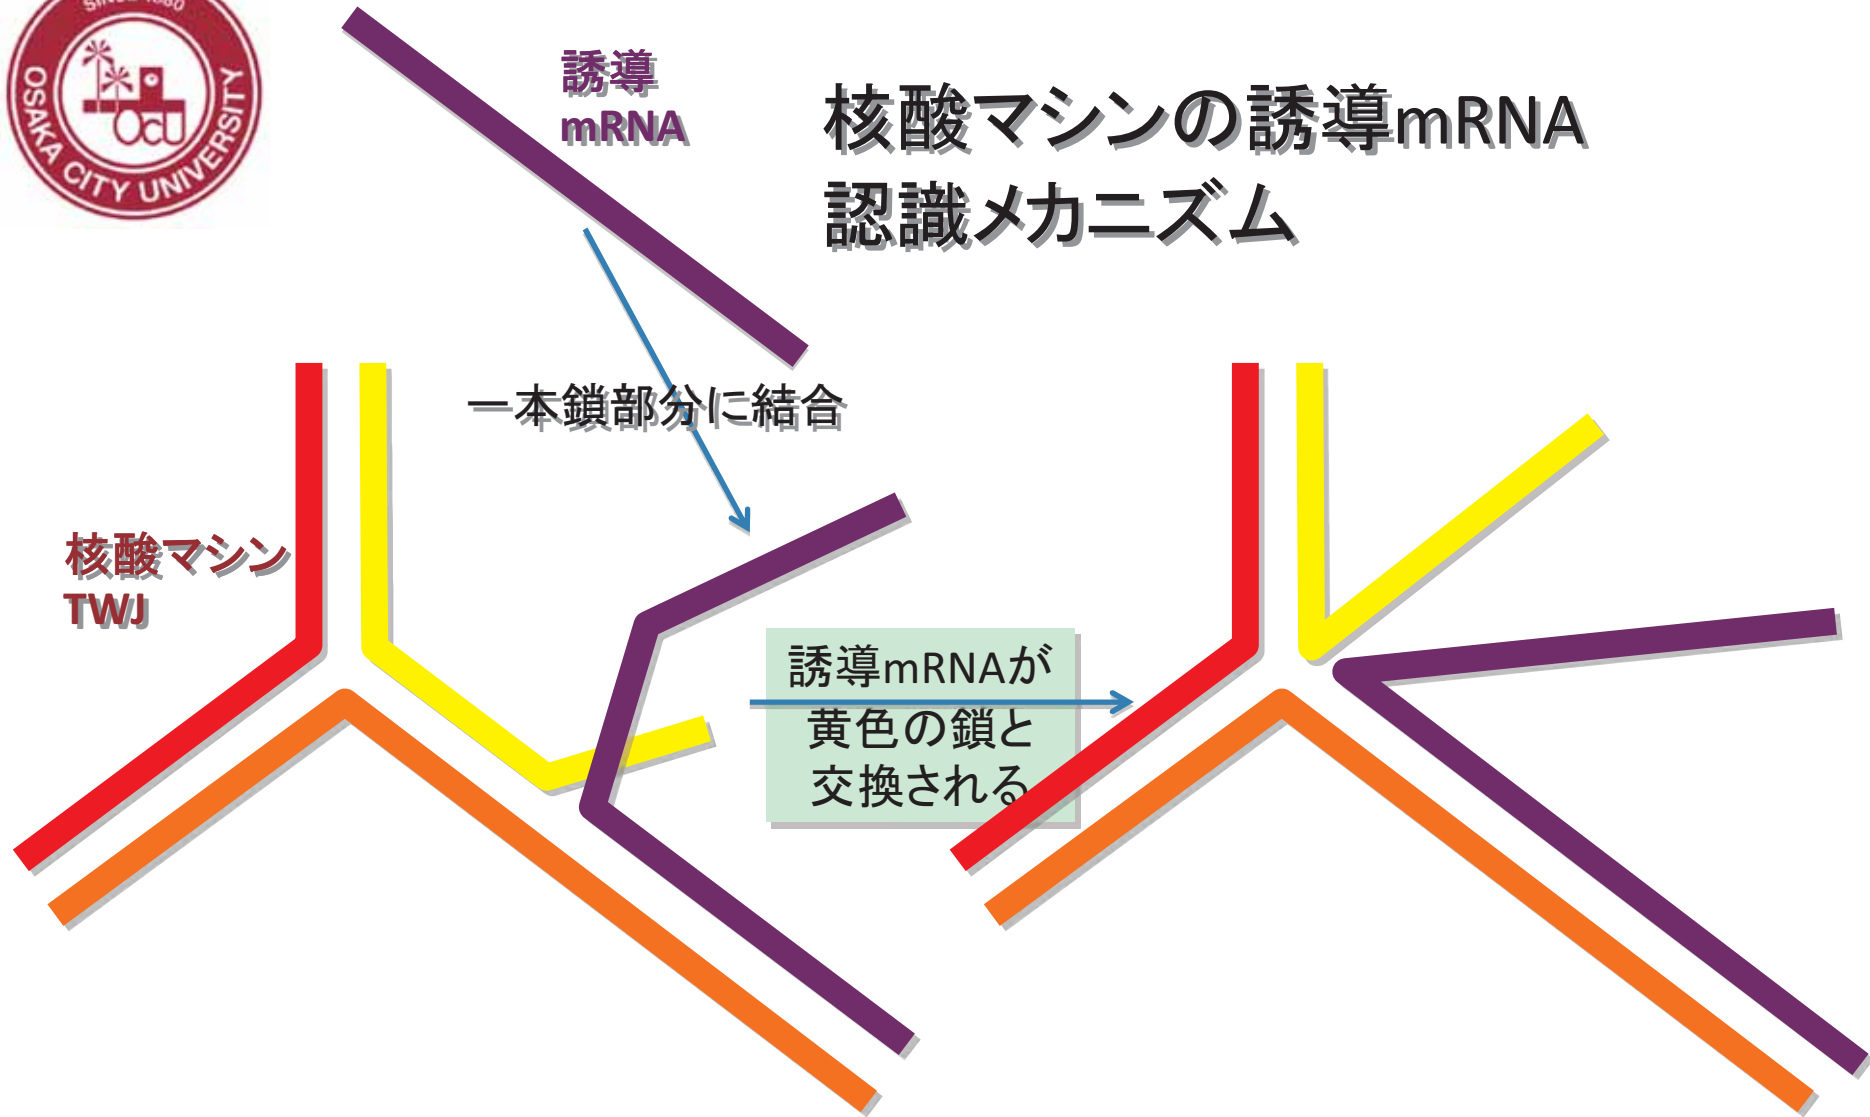 SINCE 1880
OSAKA CITY UNIVERSITY
OCU
誘導
mRNA
核酸マシンの誘導mRNA
認識メカニズム
一本鎖部分に結合
核酸マシン
TWJ
誘導mRNAが
黄色の鎖と
交換される